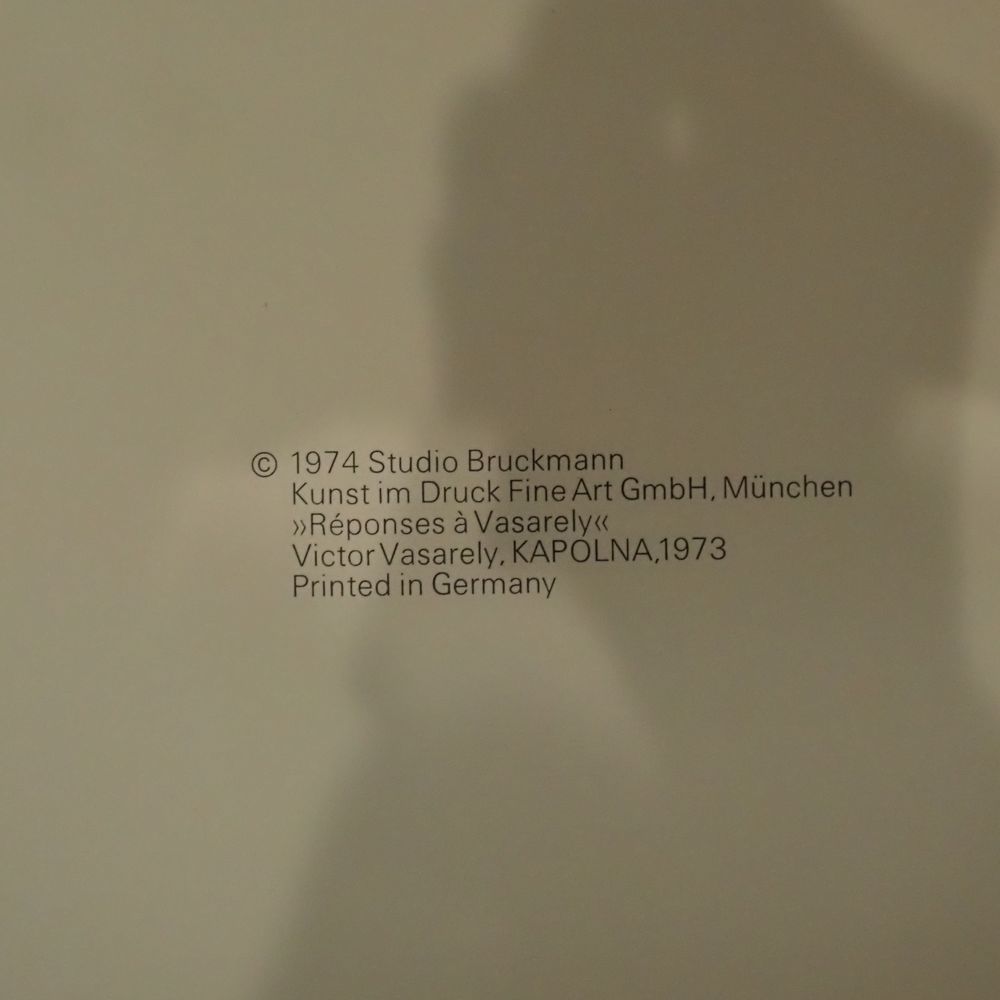 © 1974 Studio Bruckmann
Kunst im Druck Fine Art GmbH, München
»Réponses à Vasarely«
Victor Vasarely, KAPOLNA,1973
Printed in Germany